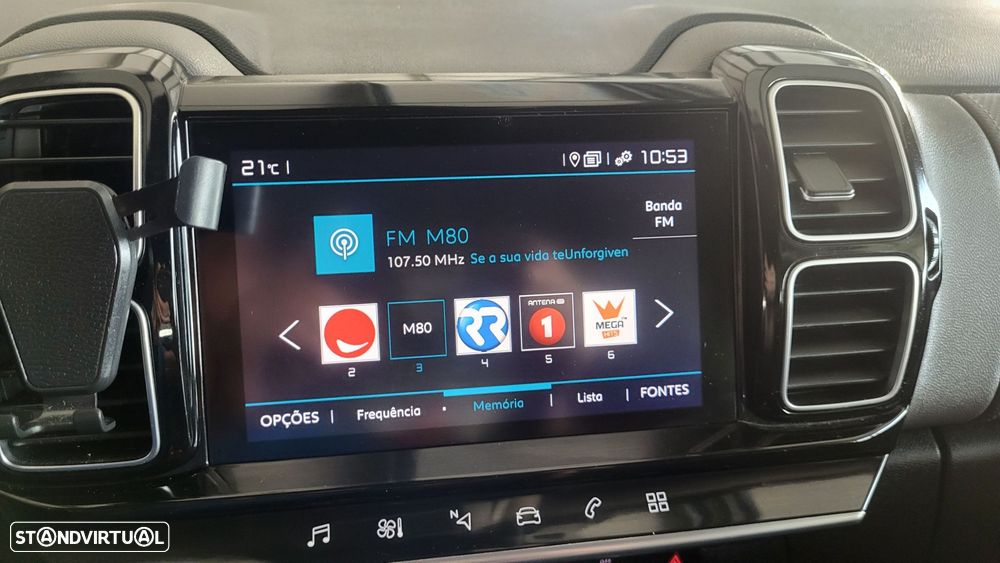 21°C
10:53
Banda
FM
FM M80
107.50 MHz Se a sua vida teUnforgiven
M80
RR
ANTENA
1
MEGA
HITS
2 3 4 5 6
OPÇÕES Frequência Memória Lista FONTES
N
STANDVIRTUAL